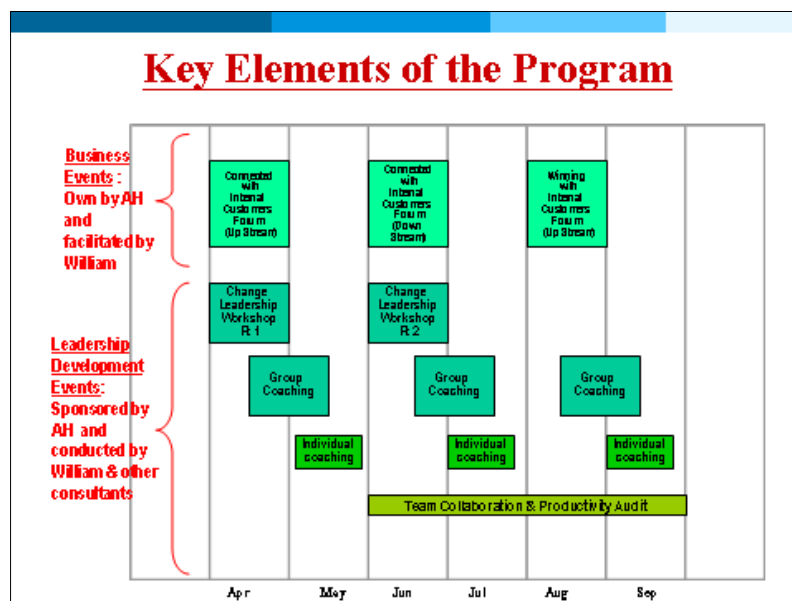 Key Elements of the Program
Business
Events :
Own by AH
and
facilitated by
William
Connected
with
Internal
Customers
Forum
(Up Stream)
Connected
with
Internal
Customers
Forum
(Down
Stream)
Winning
with
Internal
Customers
Forum
(Up Stream)
Leadership
Development
Events:
Sponsored by
AH and
conducted by
William & other
consultants
Change
Leadership
Workshop
Pt 1
Change
Leadership
Workshop
Pt 2
Group
Coaching
Group
Coaching
Group
Coaching
Individual
coaching
Individual
coaching
Individual
coaching
Team Collaboration & Productivity Audit
Apr May Jun Jul Aug Sep